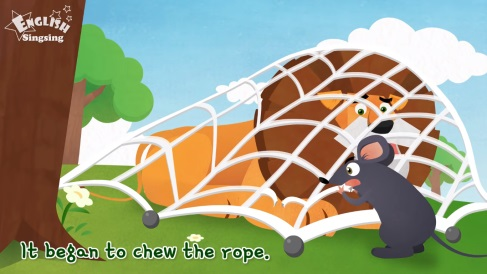 ENGLISH
Singsing
It began to chew the rope.